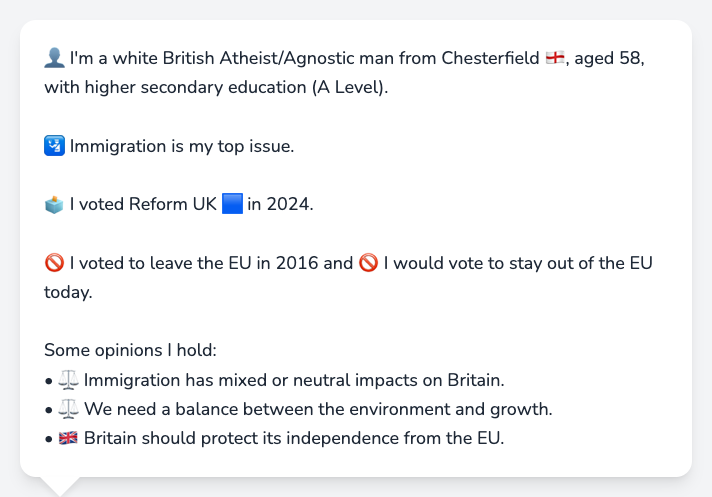 👤 I'm a white British Atheist/Agnostic man from Chesterfield 🏴󠁧󠁢󠁥󠁮󠁧󠁿, aged 58,
with higher secondary education (A Level).
🛂 Immigration is my top issue.
🗳️ I voted Reform UK 🟦 in 2024.
🚫 I voted to leave the EU in 2016 and 🚫 I would vote to stay out of the EU
today.
Some opinions I hold:
• ⚖️ Immigration has mixed or neutral impacts on Britain.
• ⚖️ We need a balance between the environment and growth.
• 🇬🇧 Britain should protect its independence from the EU.